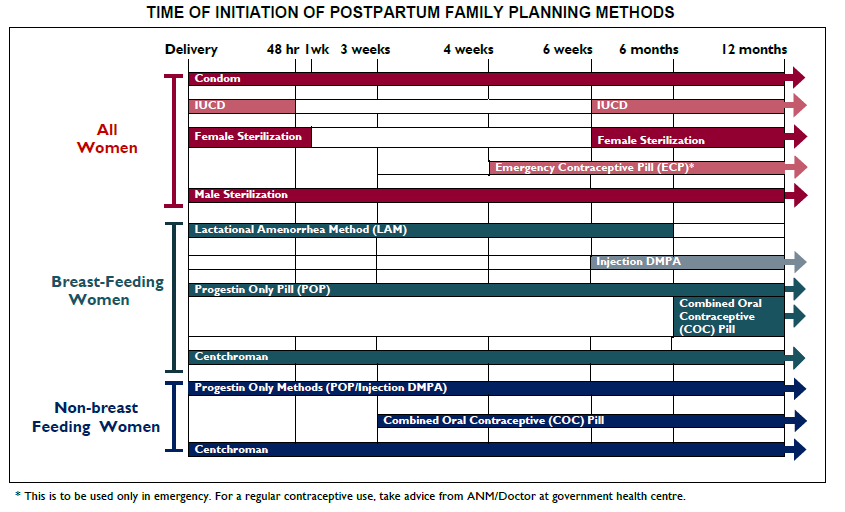 TIME OF INITIATION OF POSTPARTUM FAMILY PLANNING METHODS
Delivery 48 hr 1wk 3 weeks 4 weeks 6 weeks 6 months 12 months
All
Women
Condom
IUCD IUCD
Female Sterilization Female Sterilization
Emergency Contraceptive Pill (ECP)*
Male Sterilization
Breast-Feeding
Women
Lactational Amenorrhea Method (LAM)
Injection DMPA
Progestin Only Pill (POP)
Combined Oral
Contraceptive
(COC) Pill
Centchroman
Non-breast
Feeding Women
Progestin Only Methods (POP/Injection DMPA)
Combined Oral Contraceptive (COC) Pill
Centchroman
* This is to be used only in emergency. For a regular contraceptive use, take advice from ANM/Doctor at government health centre.